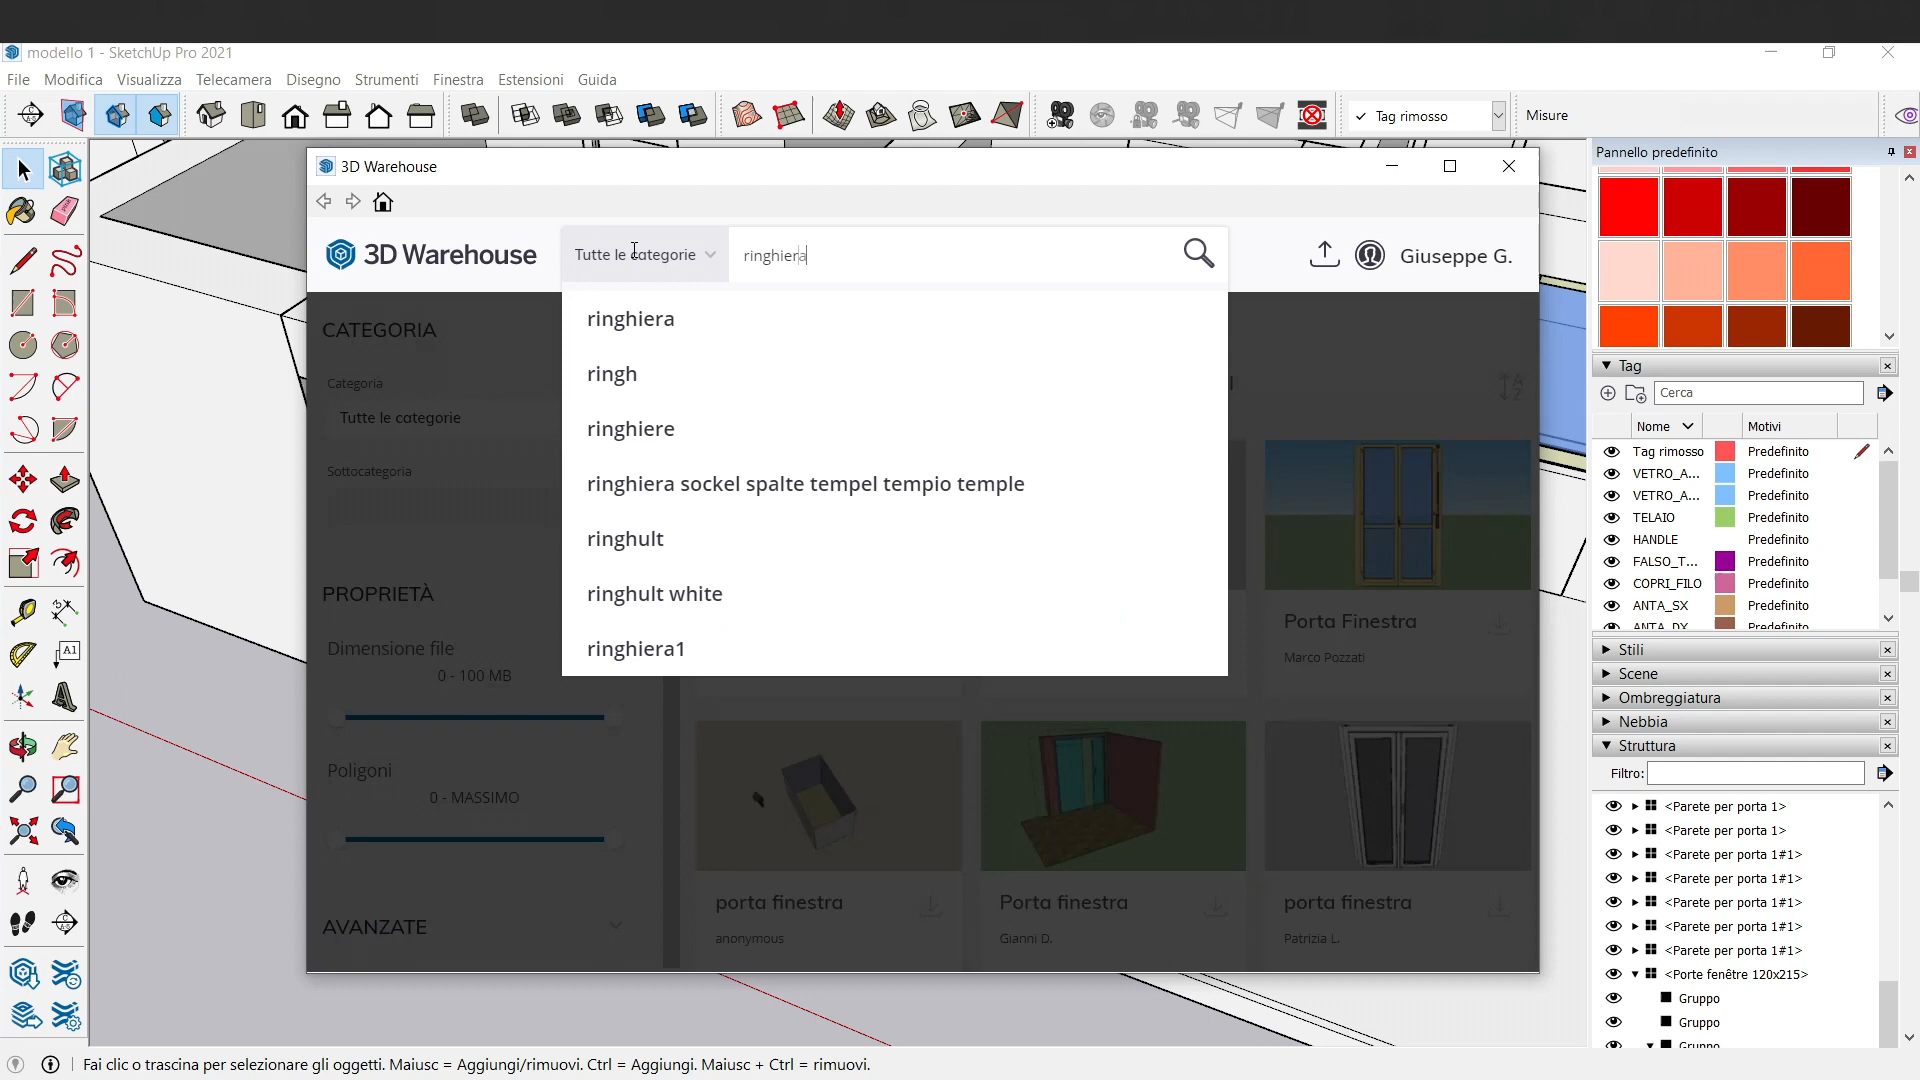 modello 1 - SketchUp Pro 2021
File Modifica Visualizza Telecamera Disegno Strumenti Finestra Estensioni Guida
Tag rimosso
Misure
3D Warehouse
3D Warehouse
Tutte le categorie
ringhiera
Giuseppe G.
ringhiera
ringh
ringhiere
ringhiera sockel spalte tempel tempio temple
ringhult
ringhult white
ringhiera1
CATEGORIA
Categoria
Tutte le categorie
Sottocategoria
PROPRIETÀ
Dimensione file
0 - 100 MB
Poligoni
0 - MASSIMO
AVANZATE
Porta Finestra
Marco Pozzati
porta finestra
anonymous
Porta finestra
Gianni D.
porta finestra
Patrizia L.
Pannello predefinito
Tag
Cerca
Nome Motivi
Tag rimosso Predefinito
VETRO_A... Predefinito
VETRO_A... Predefinito
TELAIO Predefinito
HANDLE Predefinito
FALSO_T... Predefinito
COPRI_FILO Predefinito
ANTA_SX Predefinito
ANTA_DX Predefinito
Stili
Scene
Ombreggiatura
Nebbia
Struttura
Filtro:
<Parete per porta 1>
<Parete per porta 1>
<Parete per porta 1#1>
<Parete per porta 1#1>
<Parete per porta 1#1>
<Parete per porta 1#1>
<Parete per porta 1#1>
<Porte fenêtre 120x215>
Gruppo
Gruppo
Gruppo
A1
Fai clic o trascina per selezionare gli oggetti. Maiusc = Aggiungi/rimuovi. Ctrl = Aggiungi. Maiusc + Ctrl = rimuovi.